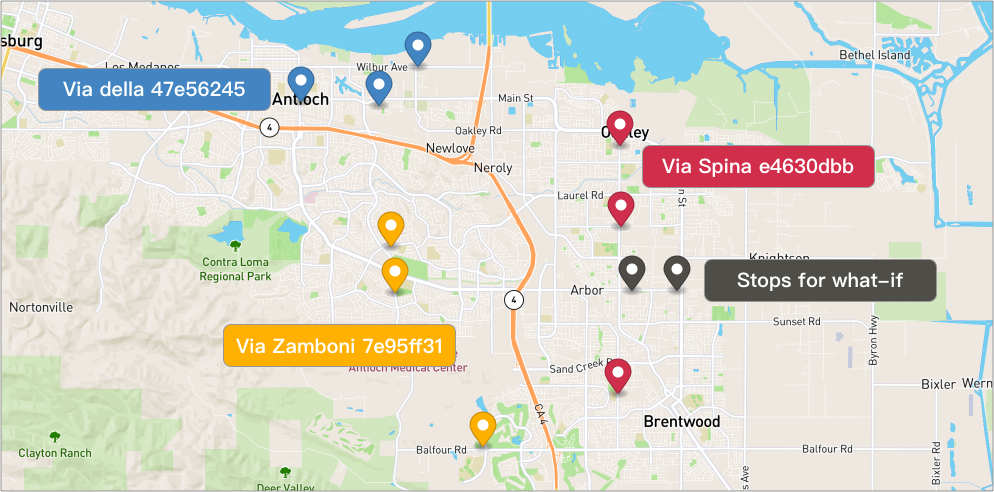 sburg
Los Medanos
Wilbur Ave
Bethel Island
Via della 47e56245
Antioch
Main St
4
Oakley Rd
Newlove
Neroly
Via Spina e4630dbb
Laurel Rd
n St
Contra Loma
Regional Park
Knightsen
Stops for what-if
Arbor
Nortonville
4
Sunset Rd
Byron Hwy
Via Zamboni 7e95ff31
Antioch Medical Center
Sand Creek
Bixler
Wern
CA 4
Brentwood
Clayton Ranch
Balfour Rd
Balfour Rd
Bixler Rd
s Ave
Deer Valley